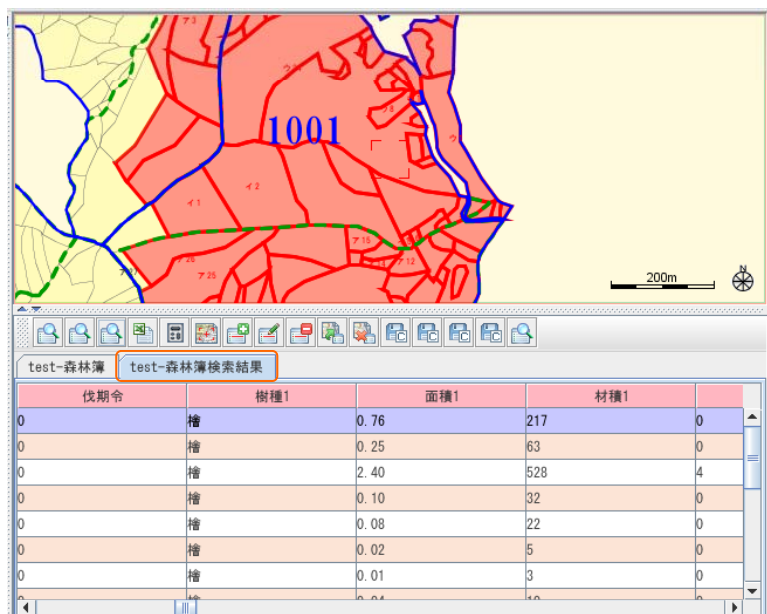 ア3
ウ8
1001
ウ
イ2
イ1
ア15
ア12
ア26
ア25
200m
N
test-森林簿
test-森林簿検索結果
伐期令 樹種1 面積1 材積1
0 檜 0.76 217 0
0 檜 0.25 63 0
0 檜 2.40 528 4
0 檜 0.10 32 0
0 檜 0.08 22 0
0 檜 0.02 5 0
0 檜 0.01 3 0